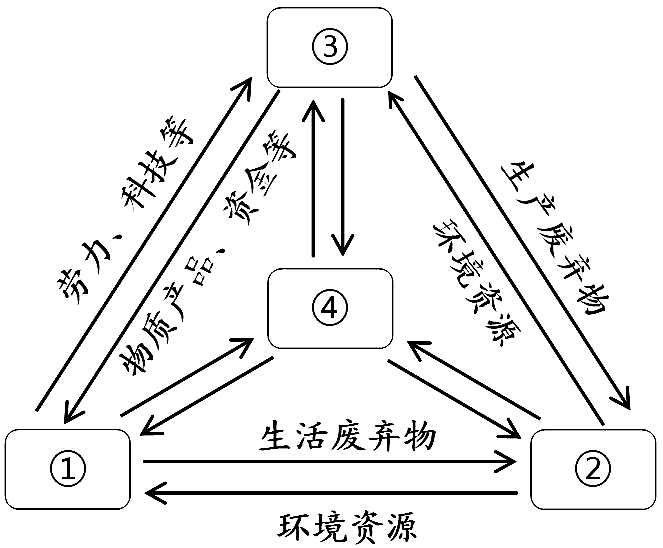 ③
劳力、科技等
物质产品、资金等
生产废弃物
环境资源
④
①
生活废弃物
②
环境资源